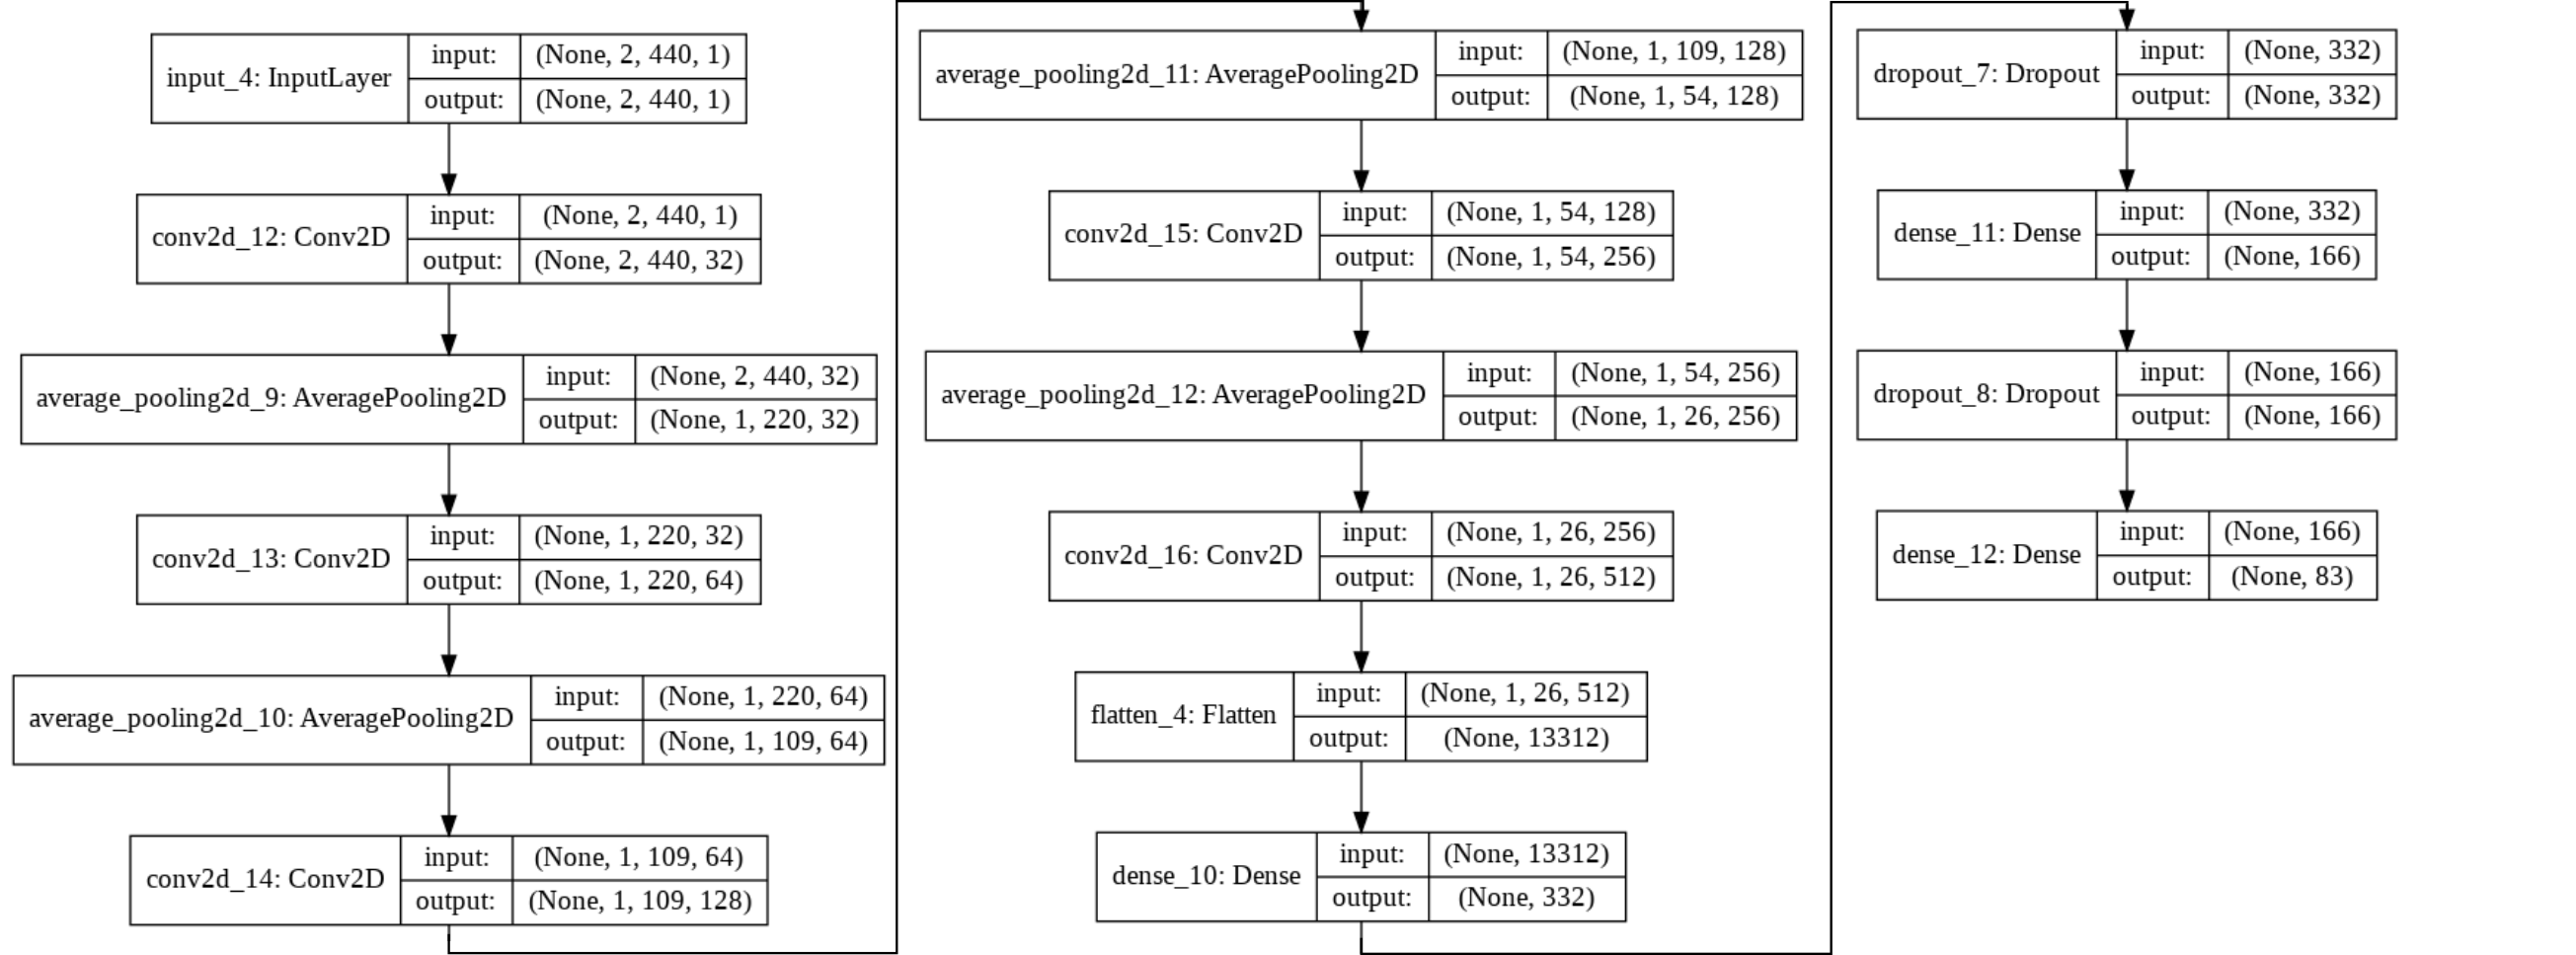 input_4: InputLayer
input: (None, 2, 440, 1)
output: (None, 2, 440, 1)
conv2d_12: Conv2D
input: (None, 2, 440, 1)
output: (None, 2, 440, 32)
average_pooling2d_9: AveragePooling2D
input: (None, 2, 440, 32)
output: (None, 1, 220, 32)
conv2d_13: Conv2D
input: (None, 1, 220, 32)
output: (None, 1, 220, 64)
average_pooling2d_10: AveragePooling2D
input: (None, 1, 220, 64)
output: (None, 1, 109, 64)
conv2d_14: Conv2D
input: (None, 1, 109, 64)
output: (None, 1, 109, 128)
average_pooling2d_11: AveragePooling2D
input: (None, 1, 109, 128)
output: (None, 1, 54, 128)
conv2d_15: Conv2D
input: (None, 1, 54, 128)
output: (None, 1, 54, 256)
average_pooling2d_12: AveragePooling2D
input: (None, 1, 54, 256)
output: (None, 1, 26, 256)
conv2d_16: Conv2D
input: (None, 1, 26, 256)
output: (None, 1, 26, 512)
flatten_4: Flatten
input: (None, 1, 26, 512)
output: (None, 13312)
dense_10: Dense
input: (None, 13312)
output: (None, 332)
dropout_7: Dropout
input: (None, 332)
output: (None, 332)
dense_11: Dense
input: (None, 332)
output: (None, 166)
dropout_8: Dropout
input: (None, 166)
output: (None, 166)
dense_12: Dense
input: (None, 166)
output: (None, 83)